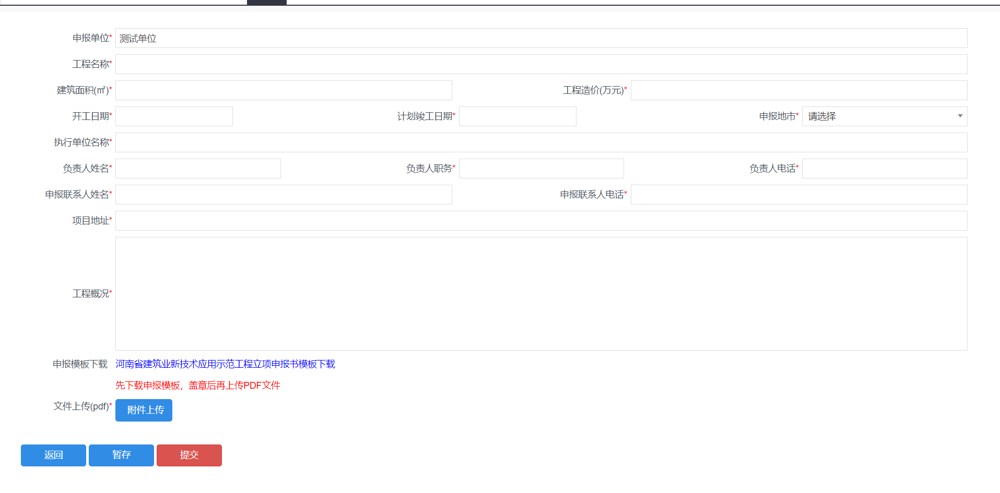 申报单位* 测试单位
工程名称*
建筑面积(㎡)* 工程造价(万元)*
开工日期* 计划竣工日期* 申报地市* 请选择
执行单位名称*
负责人姓名* 负责人职务* 负责人电话*
申报联系人姓名* 申报联系人电话*
项目地址*
工程概况*
申报模板下载 河南省建筑业新技术应用示范工程立项申报书模板下载
先下载申报模板，盖章后再上传PDF文件
文件上传(pdf)* 附件上传
返回 暂存 提交